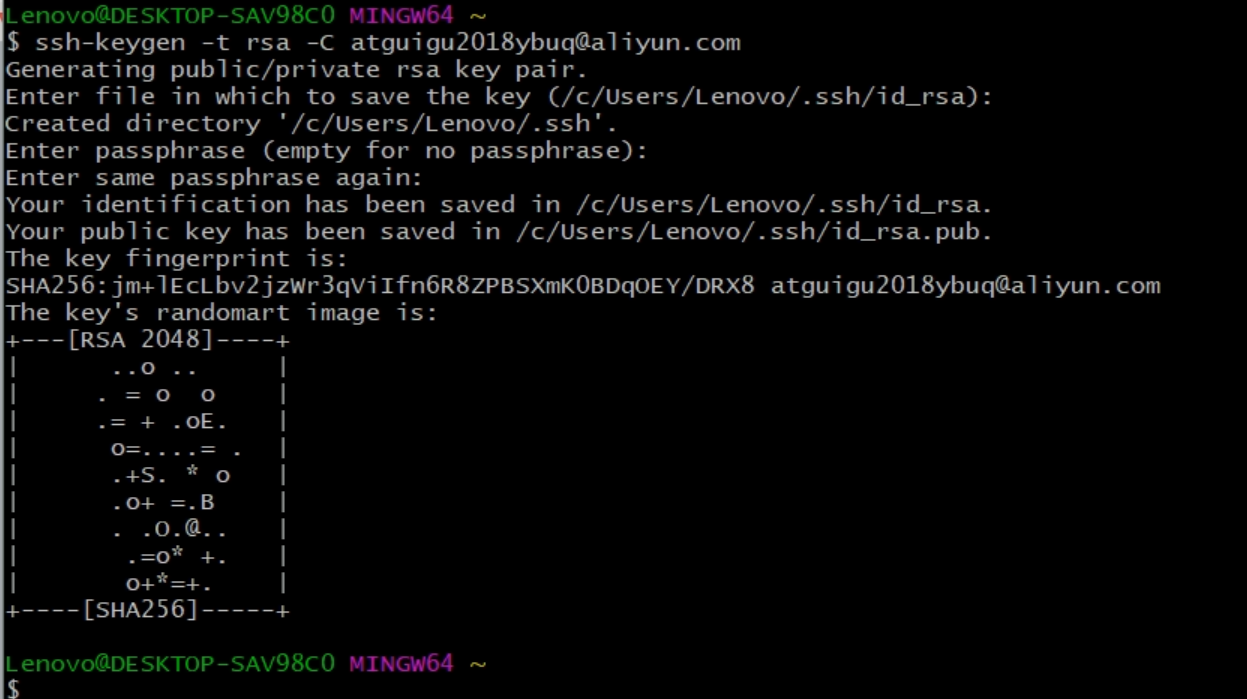 Lenovo@DESKTOP-SAV98C0 MINGW64 ~
$ ssh-keygen -t rsa -C atguigu2018ybuq@aliyun.com
Generating public/private rsa key pair.
Enter file in which to save the key (/c/Users/Lenovo/.ssh/id_rsa):
Created directory '/c/Users/Lenovo/.ssh'.
Enter passphrase (empty for no passphrase):
Enter same passphrase again:
Your identification has been saved in /c/Users/Lenovo/.ssh/id_rsa.
Your public key has been saved in /c/Users/Lenovo/.ssh/id_rsa.pub.
The key fingerprint is:
SHA256:jm+lEcLbv2jzWr3qViIfn6R8ZPBSXmK0BDqOEY/DRX8 atguigu2018ybuq@aliyun.com
The key's randomart image is:
+---[RSA 2048]----+
|      ..o ..     |
|     . = o  o    |
|     .= + .oE.   |
|      o=....= .  |
|      .+S. * o   |
|      .o+ =.B    |
|      . .O.@..   |
|       .=o* +.   |
|       o+*=+.    |
+----[SHA256]-----+
Lenovo@DESKTOP-SAV98C0 MINGW64 ~
$